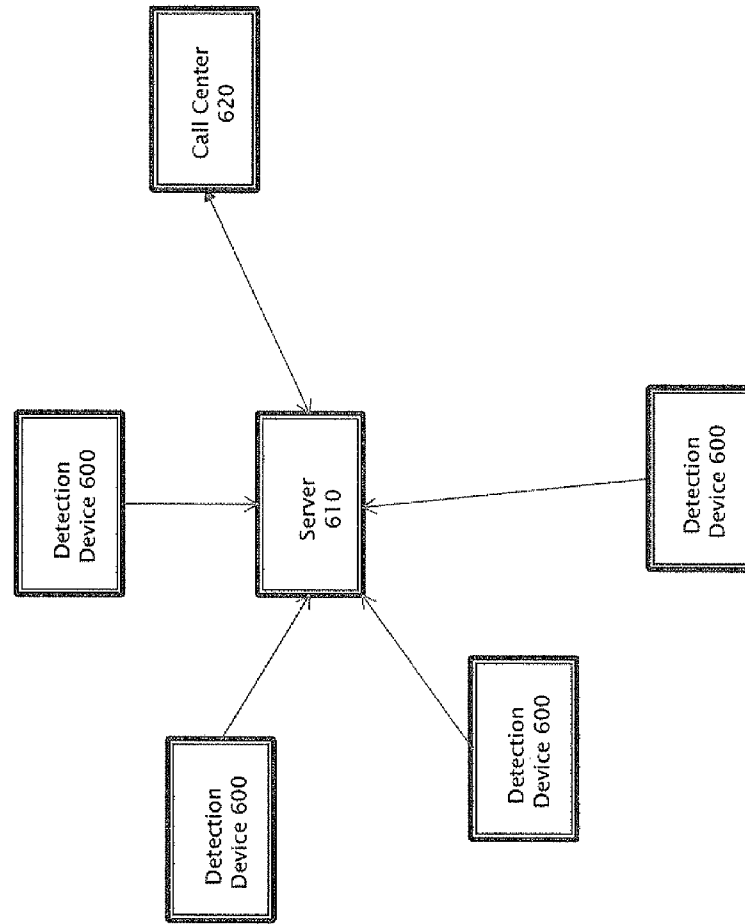 Call Center
620
Detection
Device 600
Server
610
Detection
Device 600
Detection
Device 600
Detection
Device 600